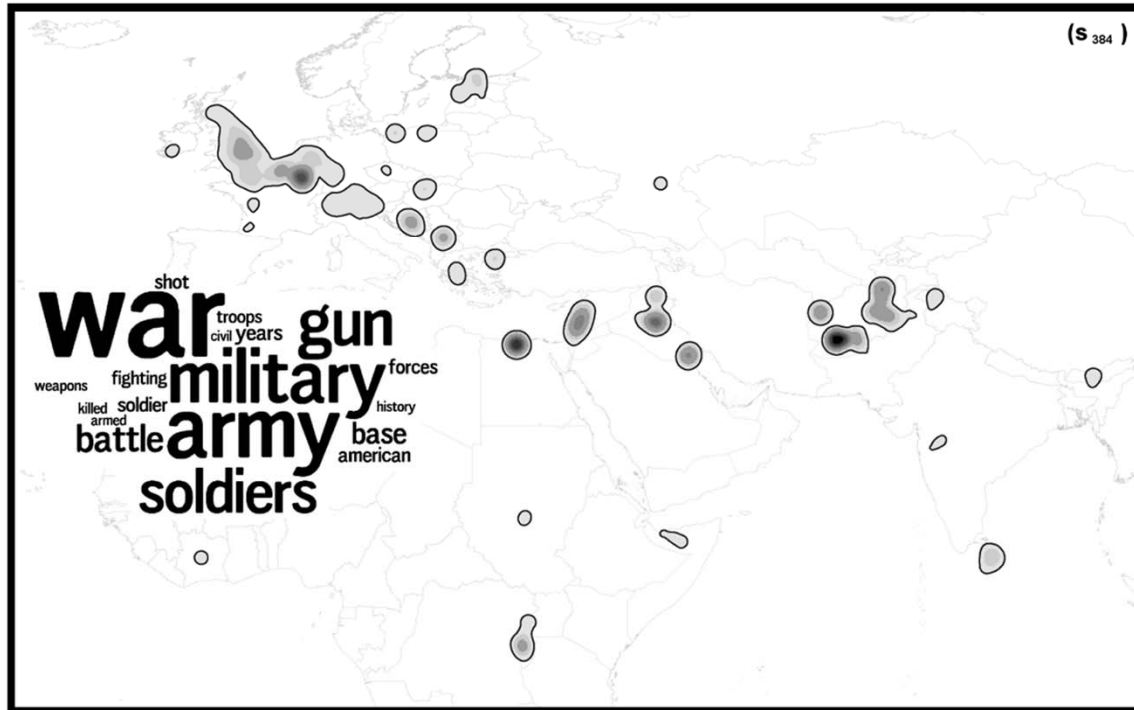 (s 384 )
shot
war
troops
gun
civil years
fighting
military
forces
weapons
killed
soldier
history
armed
battle
army
base
american
soldiers